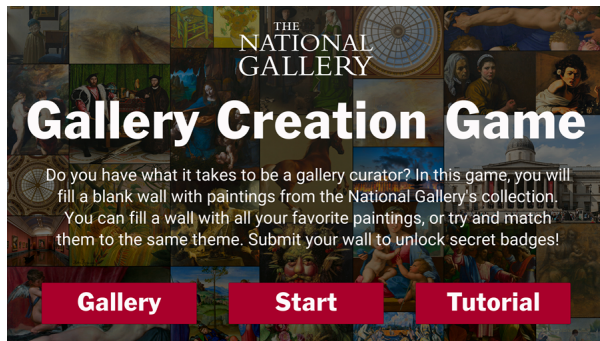 THE
NATIONAL
GALLERY
Gallery Creation Game
Do you have what it takes to be a gallery curator? In this game, you will
fill a blank wall with paintings from the National Gallery's collection.
You can fill a wall with all your favorite paintings, or try and match
them to the same theme. Submit your wall to unlock secret badges!
Gallery
Start
Tutorial